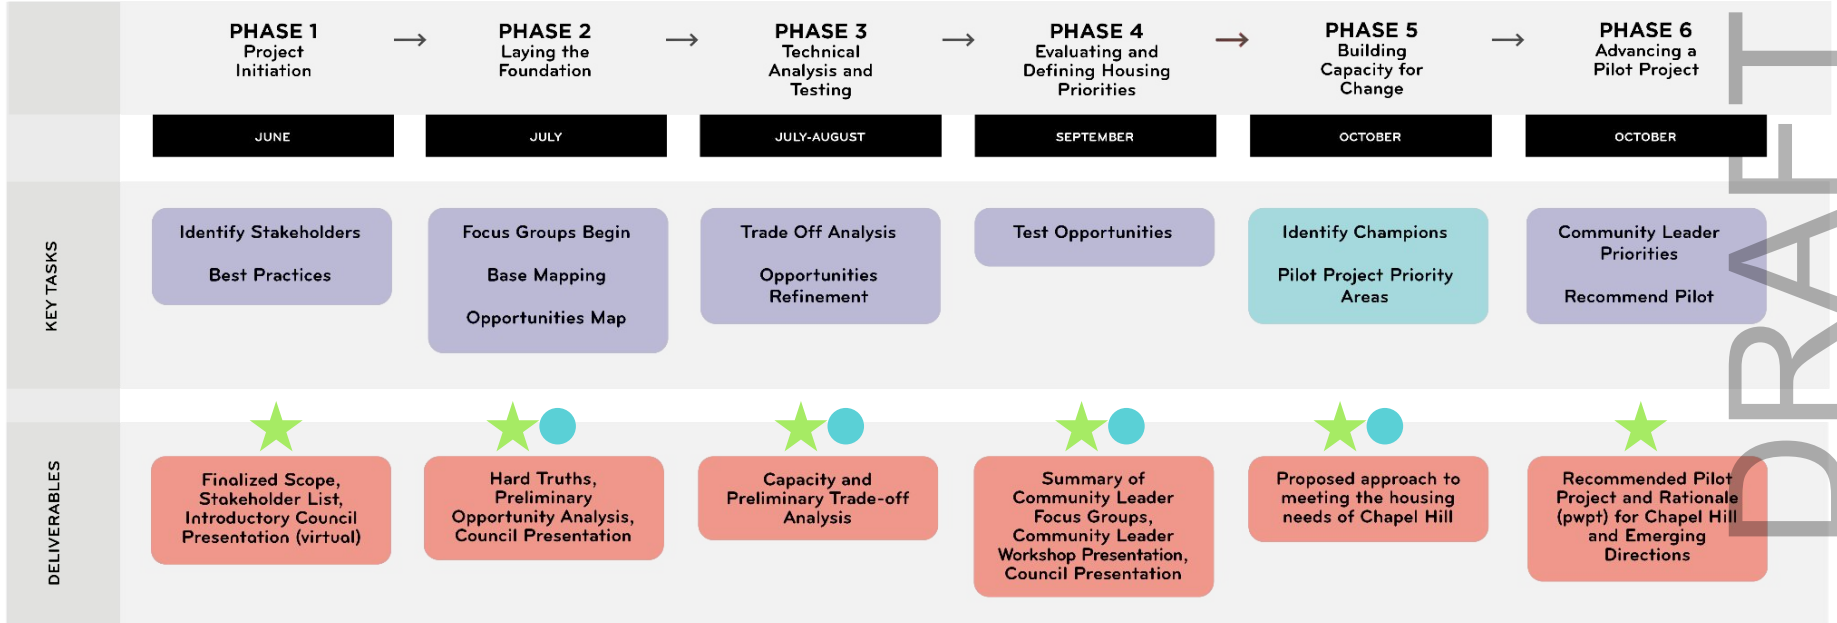 PHASE 1
Project
Initiation
PHASE 2
Laying the
Foundation
PHASE 3
Technical
Analysis and
Testing
PHASE 4
Evaluating and
Defining Housing
Priorities
PHASE 5
Building
Capacity for
Change
PHASE 6
Advancing a
Pilot Project
JUNE
JULY
JULY-AUGUST
SEPTEMBER
OCTOBER
OCTOBER
KEY TASKS
Identify Stakeholders
Best Practices
Focus Groups Begin
Base Mapping
Opportunities Map
Trade Off Analysis
Opportunities
Refinement
Test Opportunities
Identify Champions
Pilot Project Priority
Areas
Community Leader
Priorities
Recommend Pilot
DELIVERABLES
Finalized Scope,
Stakeholder List,
Introductory Council
Presentation (virtual)
Hard Truths,
Preliminary
Opportunity Analysis,
Council Presentation
Capacity and
Preliminary Trade-off
Analysis
Summary of
Community Leader
Focus Groups,
Community Leader
Workshop Presentation,
Council Presentation
Proposed approach to
meeting the housing
needs of Chapel Hill
Recommended Pilot
Project and Rationale
(pwpt) for Chapel Hill
and Emerging
Directions
DRAFT